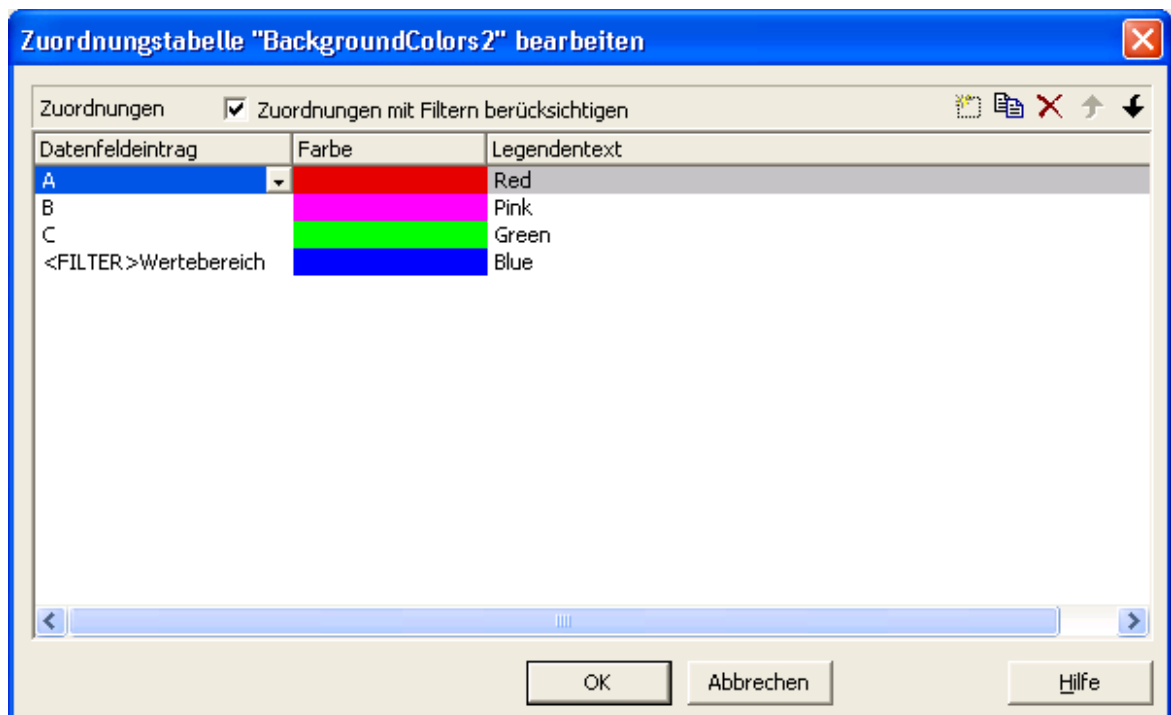 Zuordnungstabelle "BackgroundColors2" bearbeiten
Zuordnungen Zuordnungen mit Filtern berücksichtigen
Datenfeldeintrag Farbe Legendentext
A Red
B Pink
C Green
<FILTER>Wertebereich Blue
OK Abbrechen Hilfe